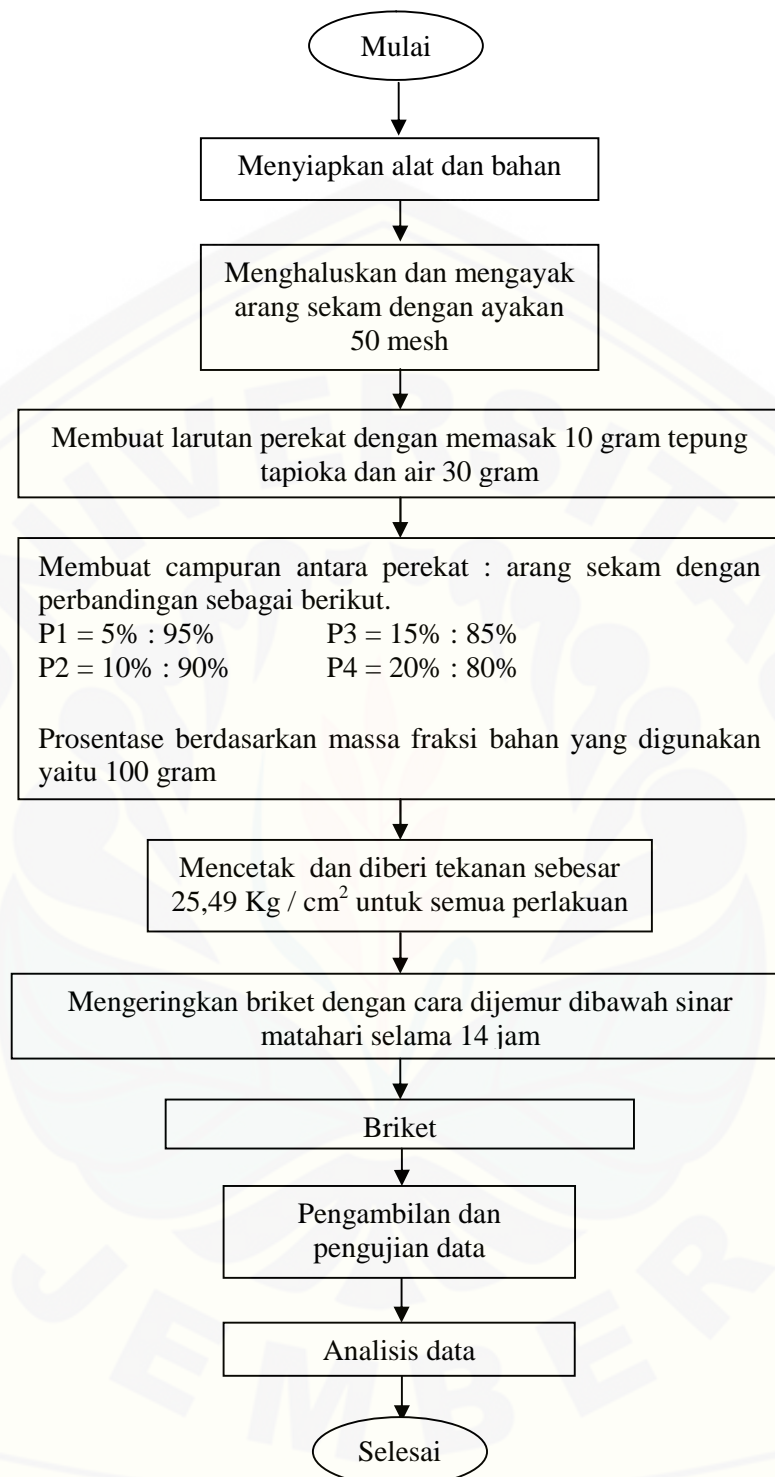 Mulai
Menyiapkan alat dan bahan
Menghaluskan dan mengayak
arang sekam dengan ayakan
50 mesh
Membuat larutan perekat dengan memasak 10 gram tepung
tapioka dan air 30 gram
Membuat campuran antara perekat : arang sekam dengan
perbandingan sebagai berikut.
P1 = 5% : 95% P3 = 15% : 85%
P2 = 10% : 90% P4 = 20% : 80%
Prosentase berdasarkan massa fraksi bahan yang digunakan
yaitu 100 gram
Mencetak dan diberi tekanan sebesar
25,49 Kg / cm² untuk semua perlakuan
Mengeringkan briket dengan cara dijemur dibawah sinar
matahari selama 14 jam
Briket
Pengambilan dan
pengujian data
Analisis data
Selesai
UNIVERSITAS
JEMBER